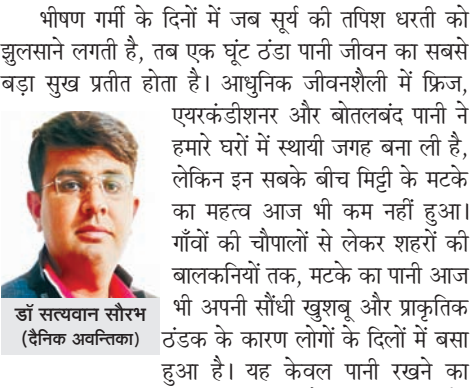 भीषण गर्मी के दिनों में जब सूर्य की तपिश धरती को
झुलसाने लगती है, तब एक घूंट ठंडा पानी जीवन का सबसे
बड़ा सुख प्रतीत होता है। आधुनिक जीवनशैली में फ्रिज,
एयरकंडीशनर और बोतलबंद पानी ने
हमारे घरों में स्थायी जगह बना ली है,
लेकिन इन सबके बीच मिट्टी के मटके
का महत्व आज भी कम नहीं हुआ।
गाँवों की चौपालों से लेकर शहरों की
बालकनियों तक, मटके का पानी आज
भी अपनी सौंधी खुशबू और प्राकृतिक
ठंडक के कारण लोगों के दिलों में बसा
हुआ है। यह केवल पानी रखने का
डॉ सत्यवान सौरभ
(दैनिक अवन्तिका)